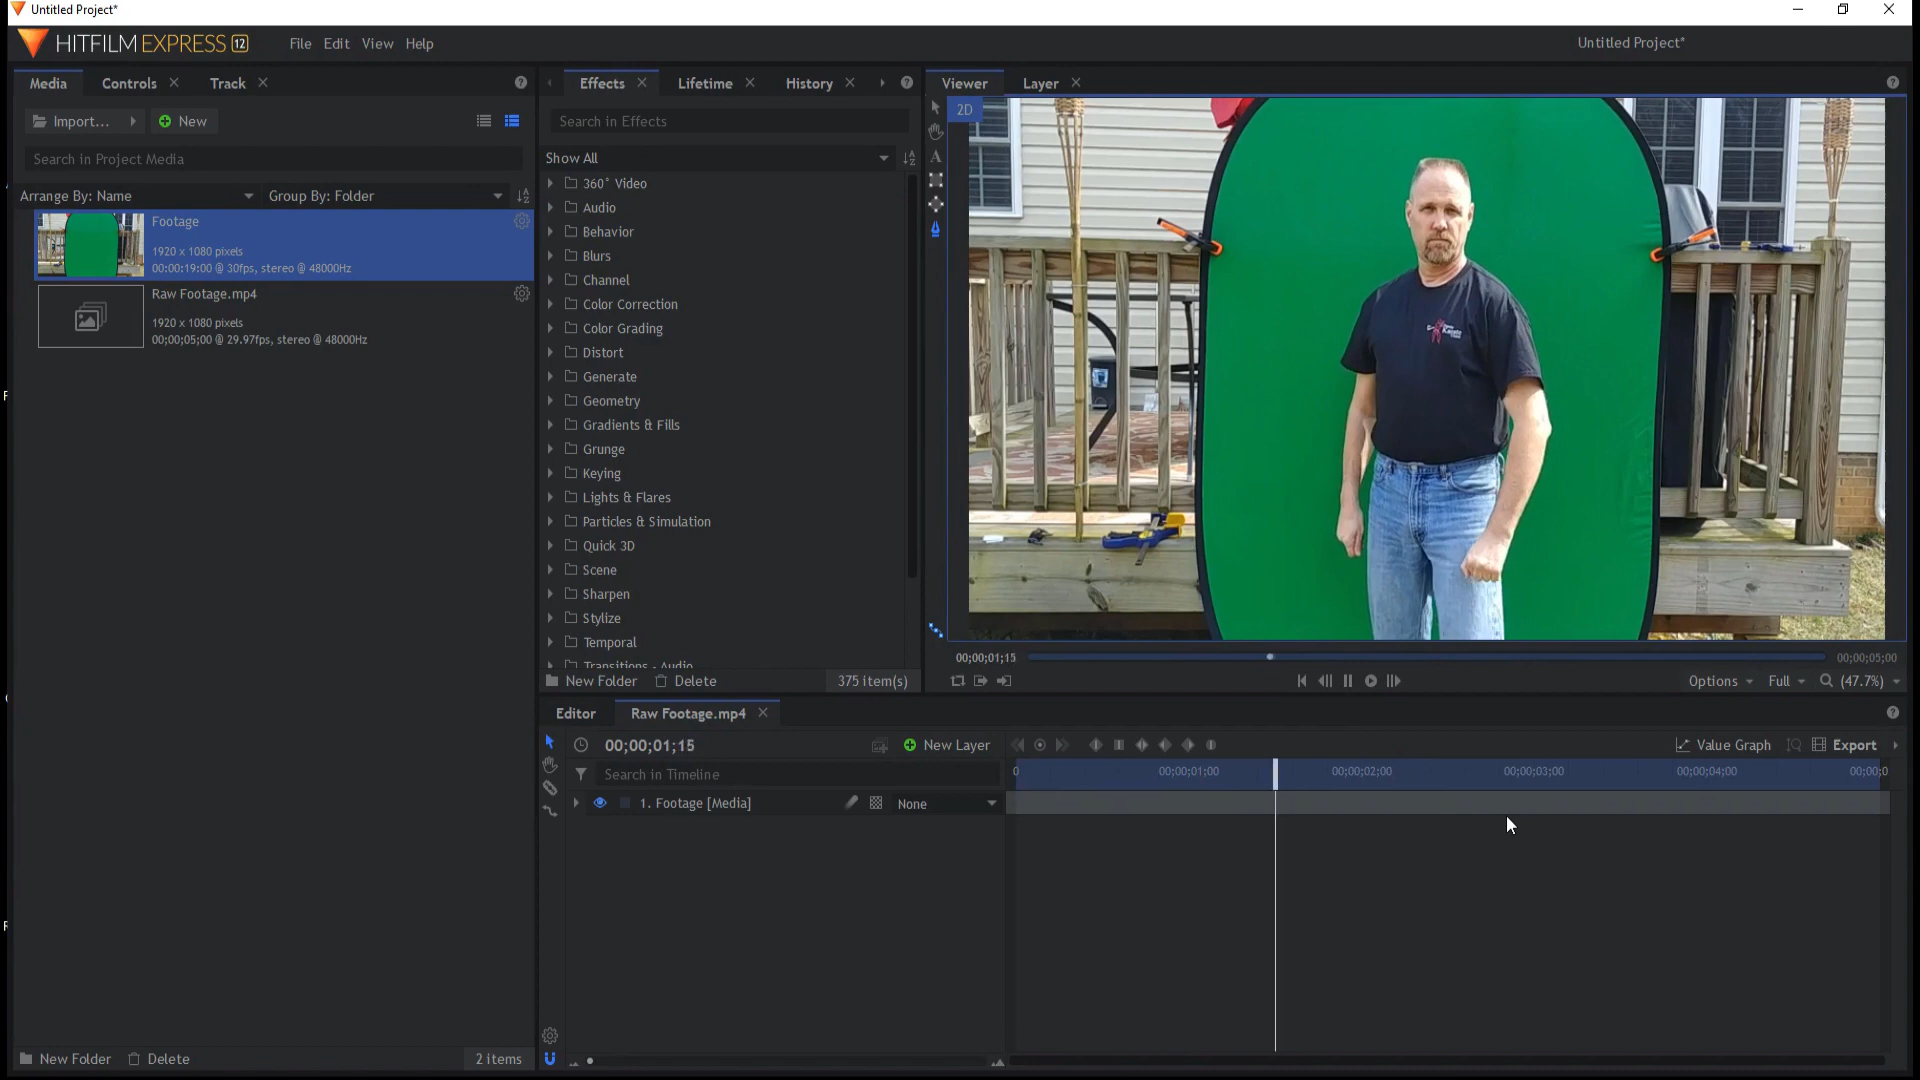 Untitled Project*
HITFILM EXPRESS 12
File Edit View Help
Untitled Project*
Media Controls Track
Effects Lifetime History
Viewer Layer
Import... New
Search in Project Media
Arrange By: Name Group By: Folder
Footage
1920 x 1080 pixels
00:00:19:00 @ 30fps, stereo @ 48000Hz
Raw Footage.mp4
1920 x 1080 pixels
00;00;05;00 @ 29.97fps, stereo @ 48000Hz
New Folder Delete 2 items
Search in Effects
Show All
360° Video
Audio
Behavior
Blurs
Channel
Color Correction
Color Grading
Distort
Generate
Geometry
Gradients & Fills
Grunge
Keying
Lights & Flares
Particles & Simulation
Quick 3D
Scene
Sharpen
Stylize
Temporal
Transitions - Audio
New Folder Delete 375 item(s)
2D
A
00;00;01;15 00;00;05;00
Options Full (47.7%)
Editor Raw Footage.mp4
00;00;01;15 New Layer Value Graph Export
Search in Timeline
0 00;00;01;00 00;00;02;00 00;00;03;00 00;00;04;00 00;00;0
1. Footage [Media] None